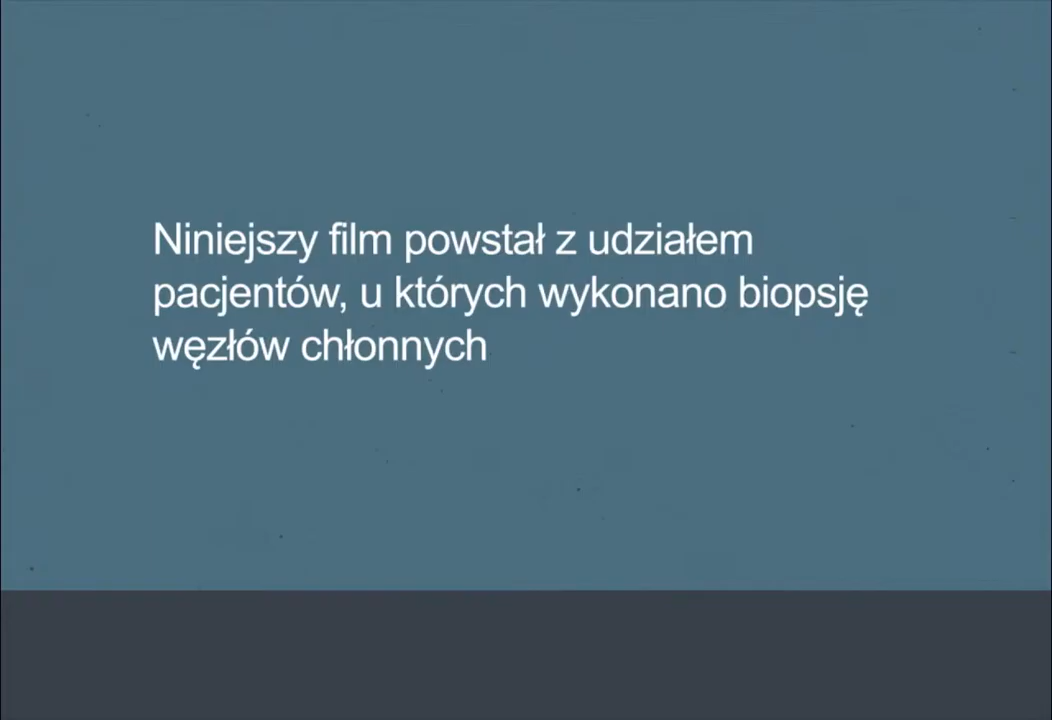 Niniejszy film powstał z udziałem
pacjentów, u których wykonano biopsję
węzłów chłonnych